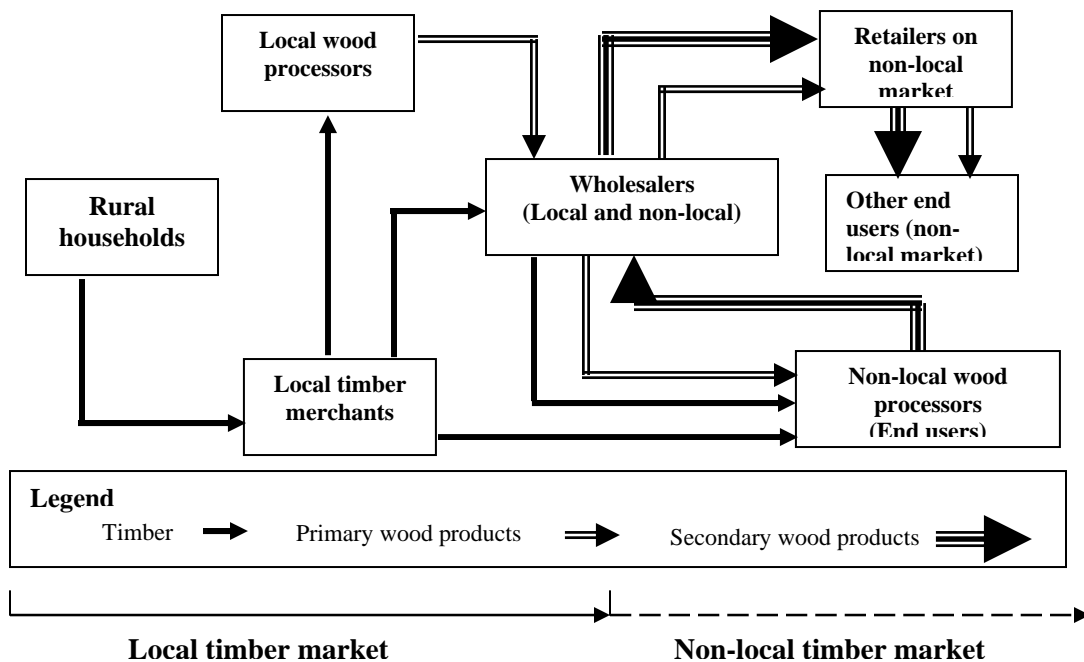 Local wood
processors
Retailers on
non-local
market
Wholesalers
(Local and non-local)
Rural
households
Other end
users (non-
local market)
Local timber
merchants
Non-local wood
processors
(End users)
Legend
Timber
Primary wood products
Secondary wood products
Local timber market
Non-local timber market